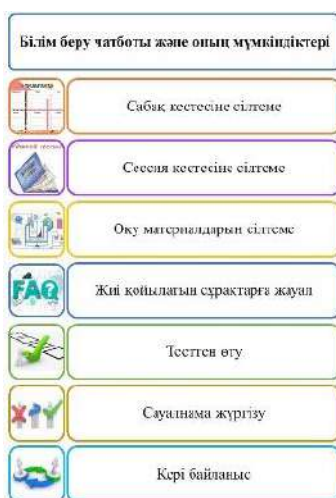 Білім беру чатботы және оның мүмкіндіктері
Сабақ кестесіне сілтеме
Сессия кестесіне сілтеме
Оқу материалдарын сілтеме
FAQ
Жиі қойылатын сұрақтарға жауап
Тесттен өту
Сауалнама жүргізу
Кері байланыс